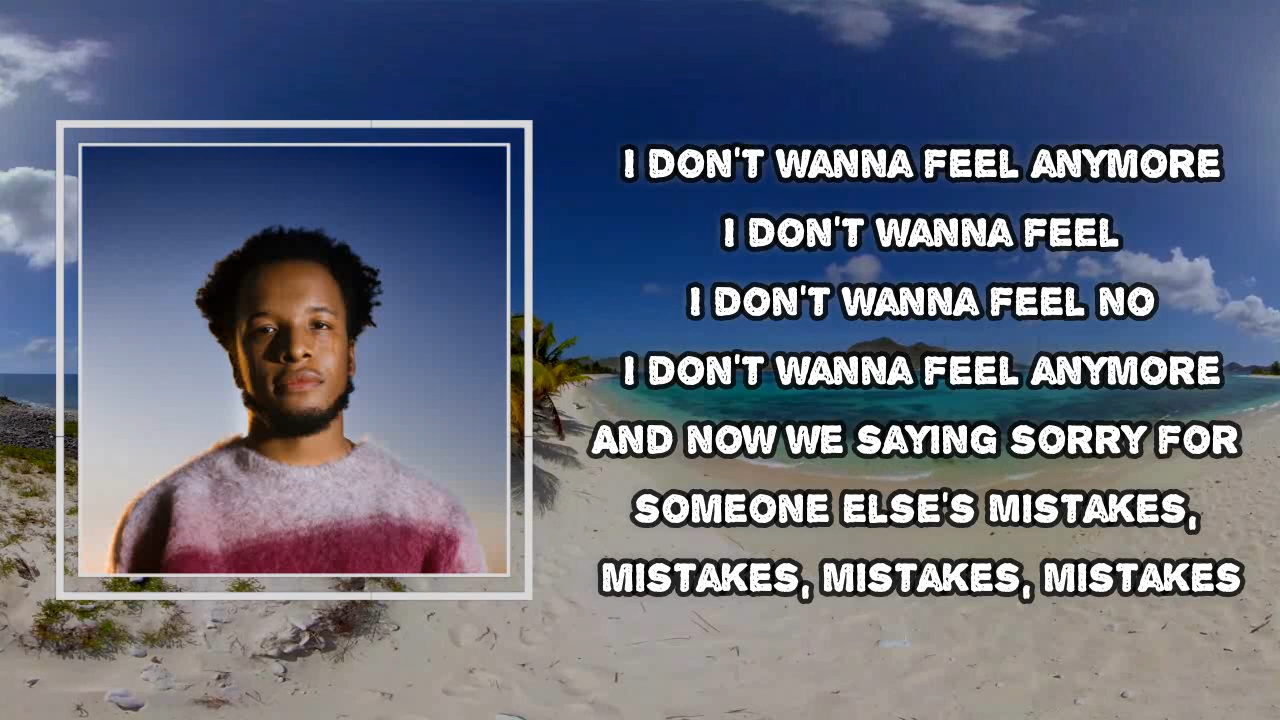 I DON'T WANNA FEEL ANYMORE
I DON'T WANNA FEEL
I DON'T WANNA FEEL NO
I DON'T WANNA FEEL ANYMORE
AND NOW WE SAYING SORRY FOR
SOMEONE ELSE'S MISTAKES,
MISTAKES, MISTAKES, MISTAKES